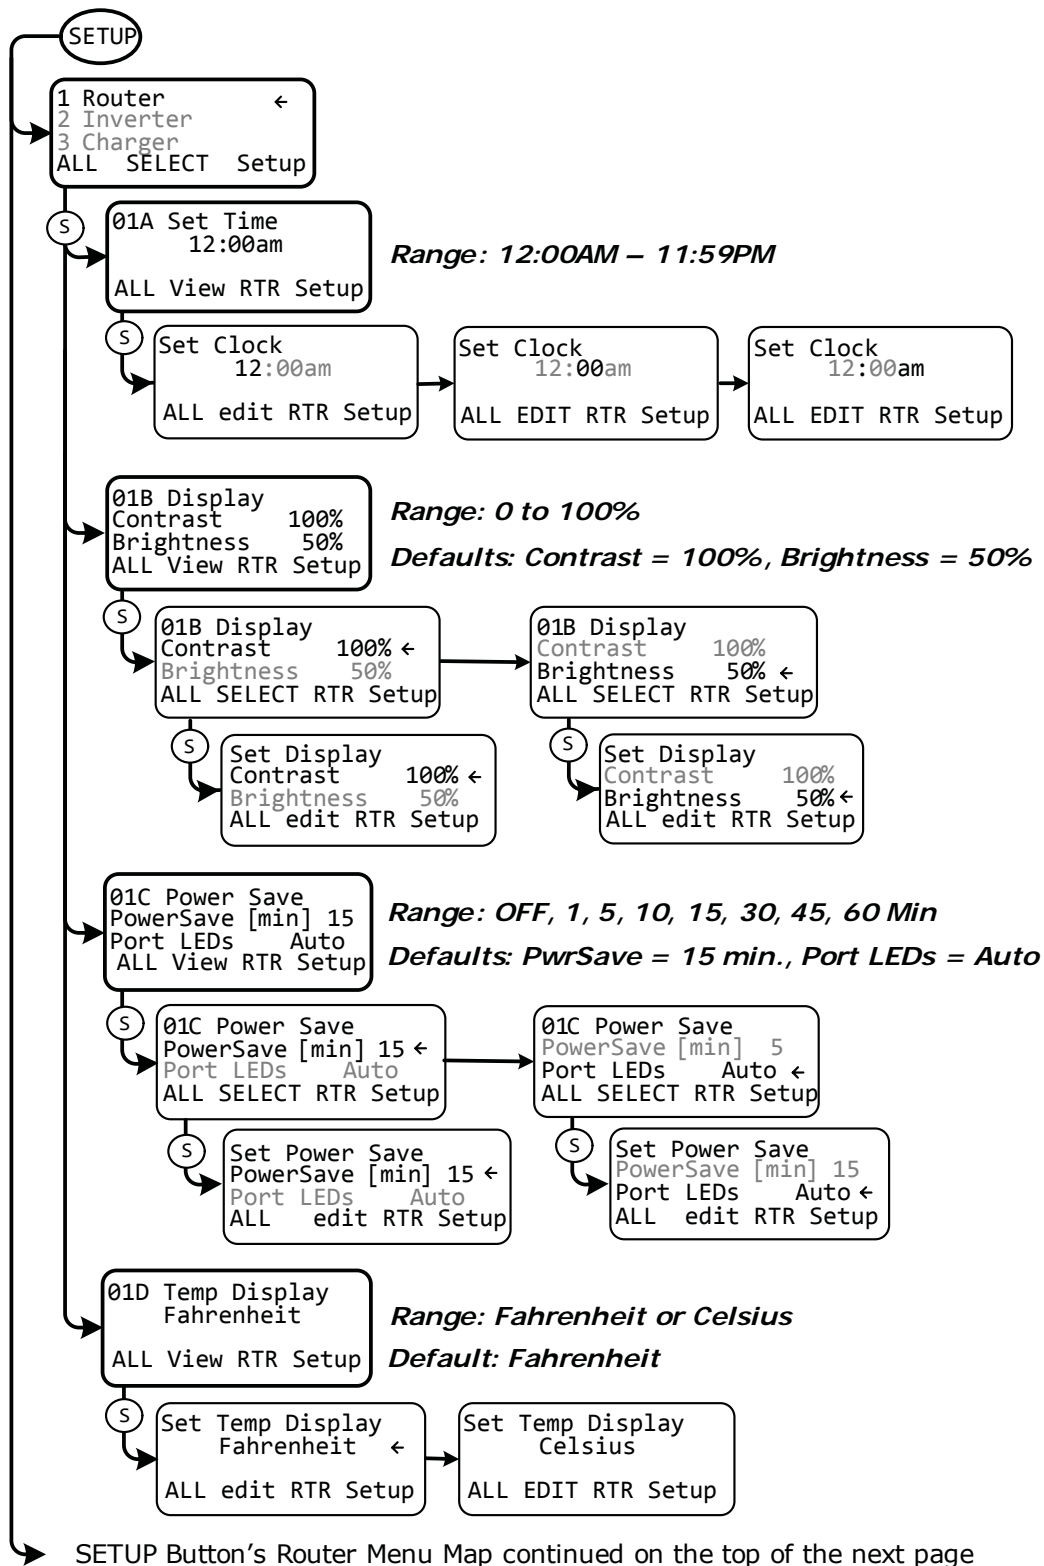 SETUP
1 Router ←
2 Inverter
3 Charger
ALL SELECT Setup
S
01A Set Time
12:00am
ALL View RTR Setup
Range: 12:00AM – 11:59PM
S
Set Clock
12:00am
ALL edit RTR Setup
Set Clock
12:00am
ALL EDIT RTR Setup
Set Clock
12:00am
ALL EDIT RTR Setup
01B Display
Contrast 100%
Brightness 50%
ALL View RTR Setup
Range: 0 to 100%
Defaults: Contrast = 100%, Brightness = 50%
S
01B Display
Contrast 100% ←
Brightness 50%
ALL SELECT RTR Setup
01B Display
Contrast 100%
Brightness 50% ←
ALL SELECT RTR Setup
S
Set Display
Contrast 100% ←
Brightness 50%
ALL edit RTR Setup
S
Set Display
Contrast 100%
Brightness 50% ←
ALL edit RTR Setup
01C Power Save
PowerSave [min] 15
Port LEDs Auto
ALL View RTR Setup
Range: OFF, 1, 5, 10, 15, 30, 45, 60 Min
Defaults: PwrSave = 15 min., Port LEDs = Auto
S
01C Power Save
PowerSave [min] 15 ←
Port LEDs Auto
ALL SELECT RTR Setup
01C Power Save
PowerSave [min] 5
Port LEDs Auto ←
ALL SELECT RTR Setup
S
Set Power Save
PowerSave [min] 15 ←
Port LEDs Auto
ALL edit RTR Setup
S
Set Power Save
PowerSave [min] 15
Port LEDs Auto ←
ALL edit RTR Setup
01D Temp Display
Fahrenheit
ALL View RTR Setup
Range: Fahrenheit or Celsius
Default: Fahrenheit
S
Set Temp Display
Fahrenheit ←
ALL edit RTR Setup
Set Temp Display
Celsius
ALL EDIT RTR Setup
SETUP Button's Router Menu Map continued on the top of the next page